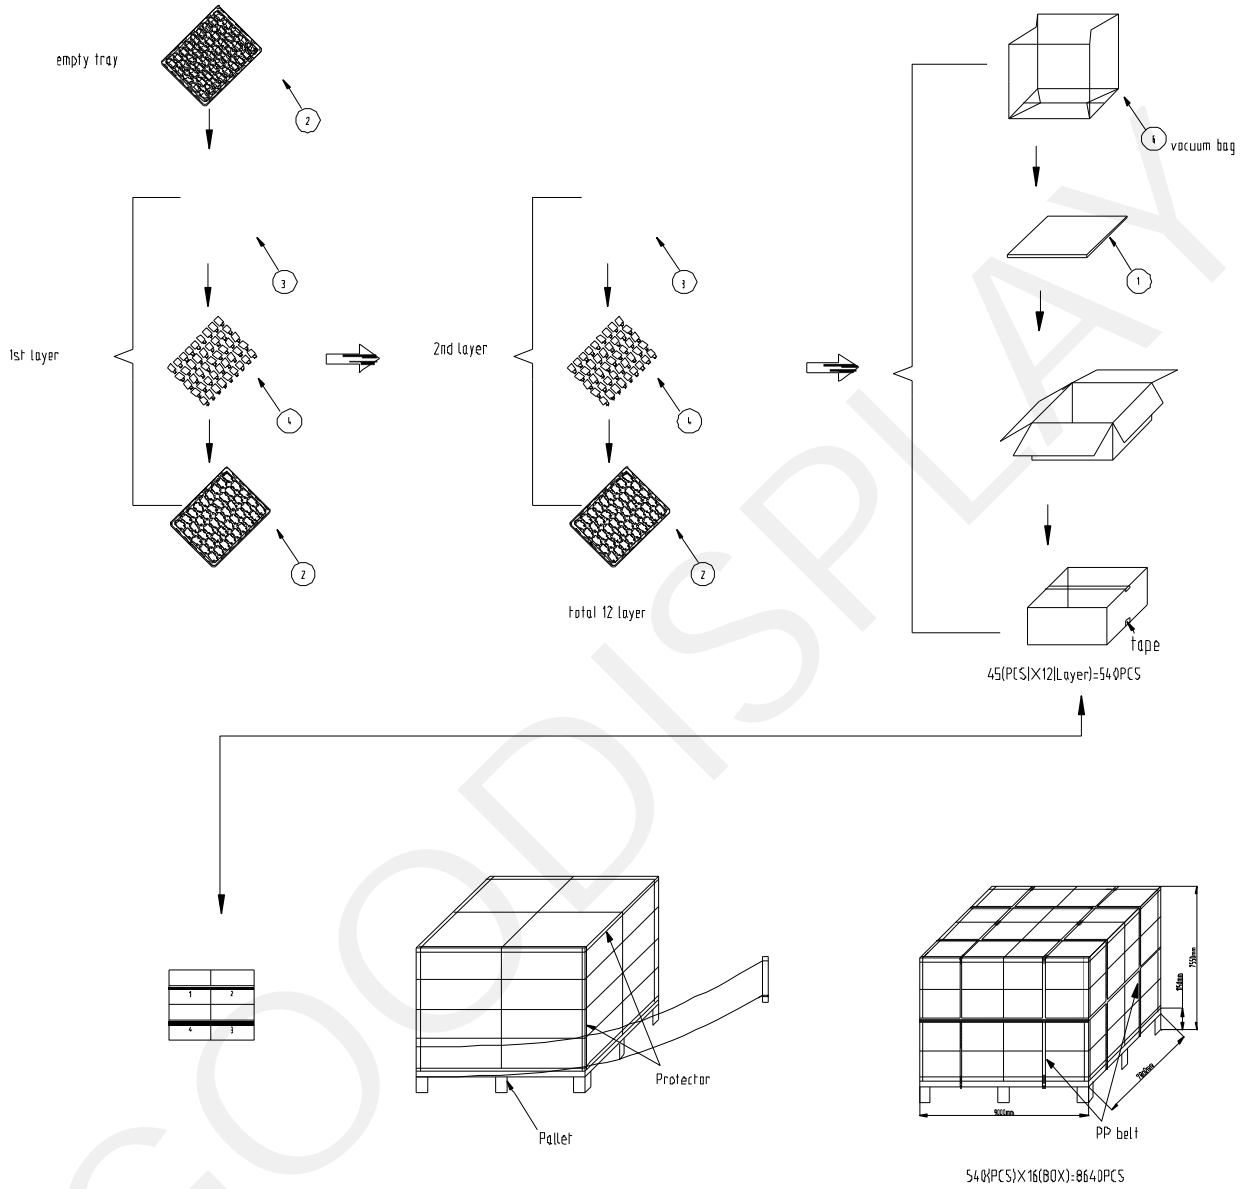 empty tray
2
6
vacuum bag
3
3
1
1st layer
2nd layer
4
4
2
2
total 12 layer
tape
45(PCS)X12(Layer)=540PCS
1 2
4 3
Protector
Pallet
PP belt
540(PCS)X16(BOX)=8640PCS
GOODISPLAY